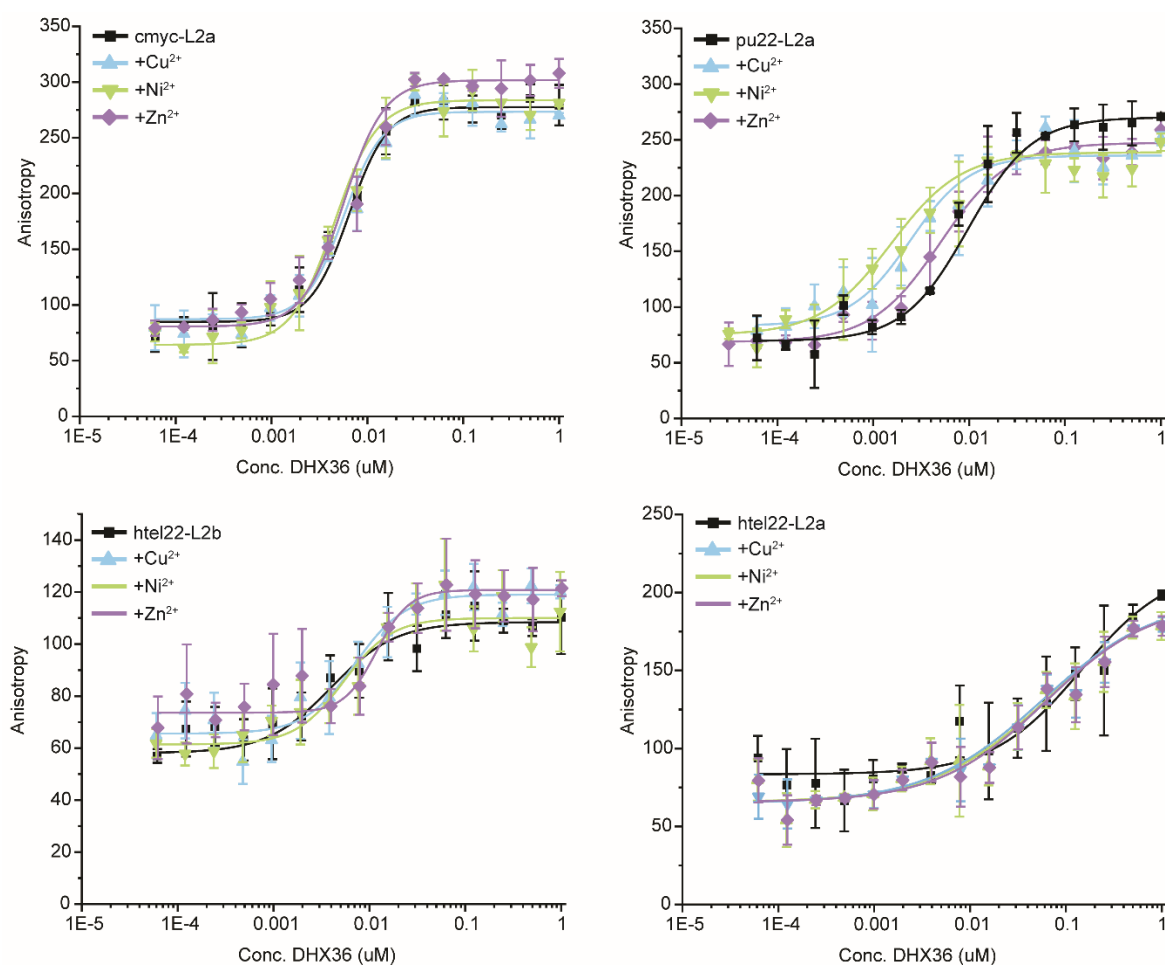 350
300
250
200
150
100
50
0
Anisotropy
cmyc-L2a
+Cu²⁺
+Ni²⁺
+Zn²⁺
1E-5 1E-4 0.001 0.01 0.1 1
Conc. DHX36 (uM)
350
300
250
200
150
100
50
0
Anisotropy
pu22-L2a
+Cu²⁺
+Ni²⁺
+Zn²⁺
1E-5 1E-4 0.001 0.01 0.1 1
Conc. DHX36 (uM)
140
120
100
80
60
40
20
0
Anisotropy
htel22-L2b
+Cu²⁺
+Ni²⁺
+Zn²⁺
1E-5 1E-4 0.001 0.01 0.1 1
Conc. DHX36 (uM)
250
200
150
100
50
0
Anisotropy
htel22-L2a
+Cu²⁺
+Ni²⁺
+Zn²⁺
1E-5 1E-4 0.001 0.01 0.1 1
Conc. DHX36 (uM)